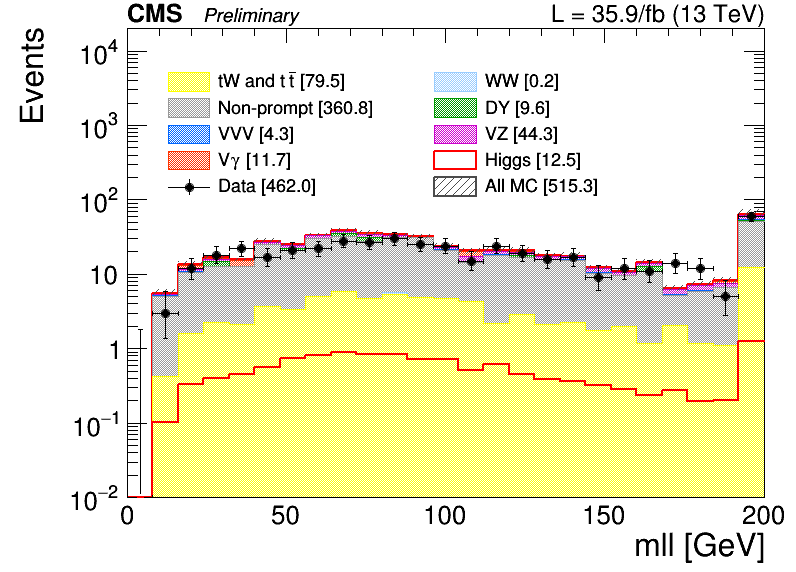 CMS Preliminary L = 35.9/fb (13 TeV)
Events
10⁴
10³
10²
10
1
10⁻¹
10⁻²
tW and tt̄ [79.5]
Non-prompt [360.8]
VVV [4.3]
Vγ [11.7]
Data [462.0]
WW [0.2]
DY [9.6]
VZ [44.3]
Higgs [12.5]
All MC [515.3]
0 50 100 150 200
mll [GeV]